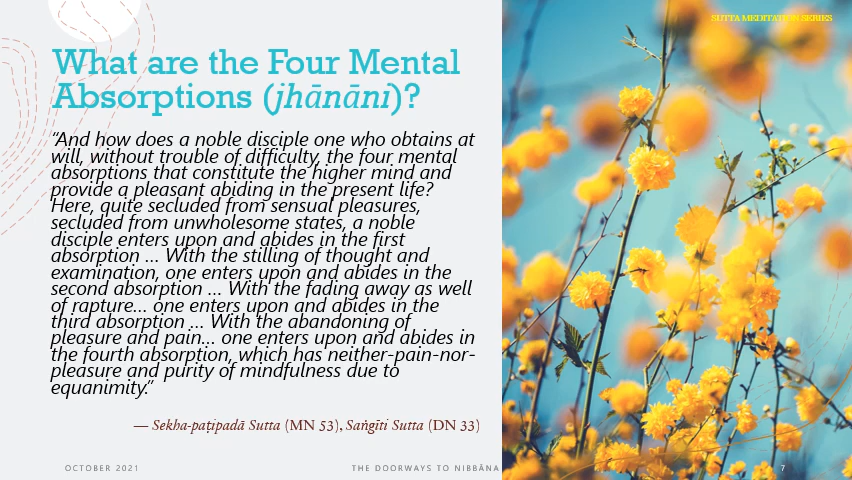 SUTTA MEDITATION SERIES
What are the Four Mental
Absorptions (jhānāni)?
“And how does a noble disciple one who obtains at
will, without trouble of difficulty, the four mental
absorptions that constitute the higher mind and
provide a pleasant abiding in the present life?
Here, quite secluded from sensual pleasures,
secluded from unwholesome states, a noble
disciple enters upon and abides in the first
absorption ... With the stilling of thought and
examination, one enters upon and abides in the
second absorption ... With the fading away as well
of rapture... one enters upon and abides in the
third absorption ... With the abandoning of
pleasure and pain... one enters upon and abides in
the fourth absorption, which has neither-pain-nor-
pleasure and purity of mindfulness due to
equanimity.”
— Sekha-paṭipadā Sutta (MN 53), Saṅgīti Sutta (DN 33)
OCTOBER 2021
THE DOORWAYS TO NIBBĀNA
7